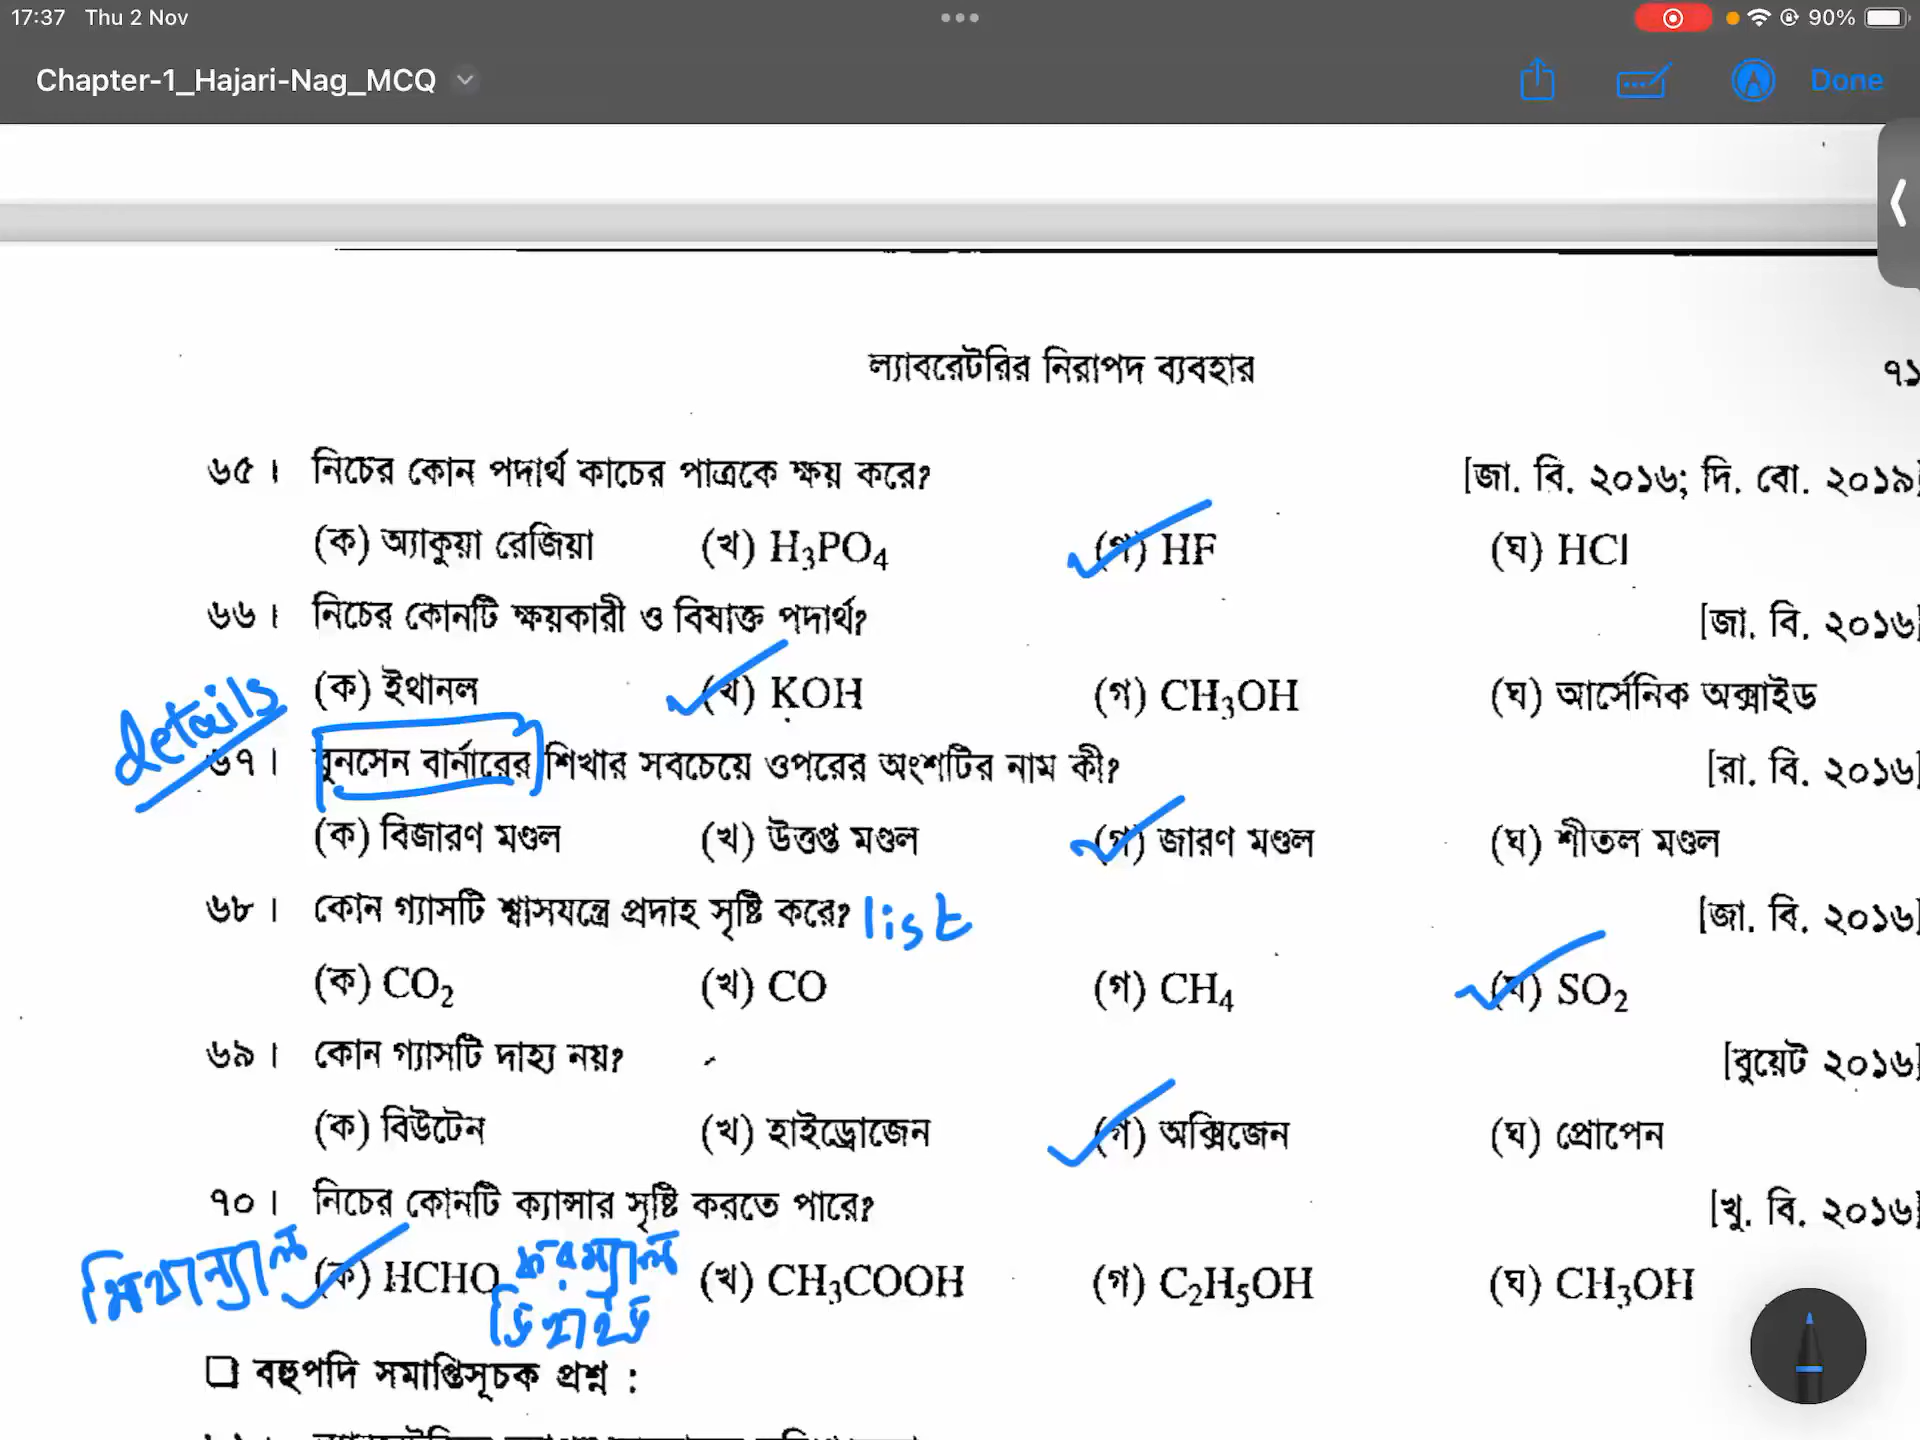 17:37 Thu 2 Nov
90%
Chapter-1_Hajari-Nag_MCQ
Done
ল্যাবরেটরির নিরাপদ ব্যবহার ৭১
৬৫। নিচের কোন পদার্থ কাচের পাত্রকে ক্ষয় করে? [জা. বি. ২০১৬; দি. বো. ২০১৯]
(ক) অ্যাকুয়া রেজিয়া (খ) H₃PO₄ (গ) HF (ঘ) HCl
৬৬। নিচের কোনটি ক্ষয়কারী ও বিষাক্ত পদার্থ? [জা. বি. ২০১৬]
(ক) ইথানল (খ) KOH (গ) CH₃OH (ঘ) আর্সেনিক অক্সাইড
details
৬৭। বুনসেন বার্নারের শিখার সবচেয়ে ওপরের অংশটির নাম কী? [রা. বি. ২০১৬]
(ক) বিজারণ মণ্ডল (খ) উত্তপ্ত মণ্ডল (গ) জারণ মণ্ডল (ঘ) শীতল মণ্ডল
৬৮। কোন গ্যাসটি শ্বাসযন্ত্রে প্রদাহ সৃষ্টি করে? list [জা. বি. ২০১৬]
(ক) CO₂ (খ) CO (গ) CH₄ (ঘ) SO₂
৬৯। কোন গ্যাসটি দাহ্য নয়? [বুয়েট ২০১৬]
(ক) বিউটেন (খ) হাইড্রোজেন (গ) অক্সিজেন (ঘ) প্রোপেন
৭০। নিচের কোনটি ক্যান্সার সৃষ্টি করতে পারে? [খু. বি. ২০১৬]
মিথান্যাল (ক) HCHO ফরম্যাল (খ) CH₃COOH (গ) C₂H₅OH (ঘ) CH₃OH
ডিহাইড
বহুপদি সমাপ্তিসূচক প্রশ্ন :